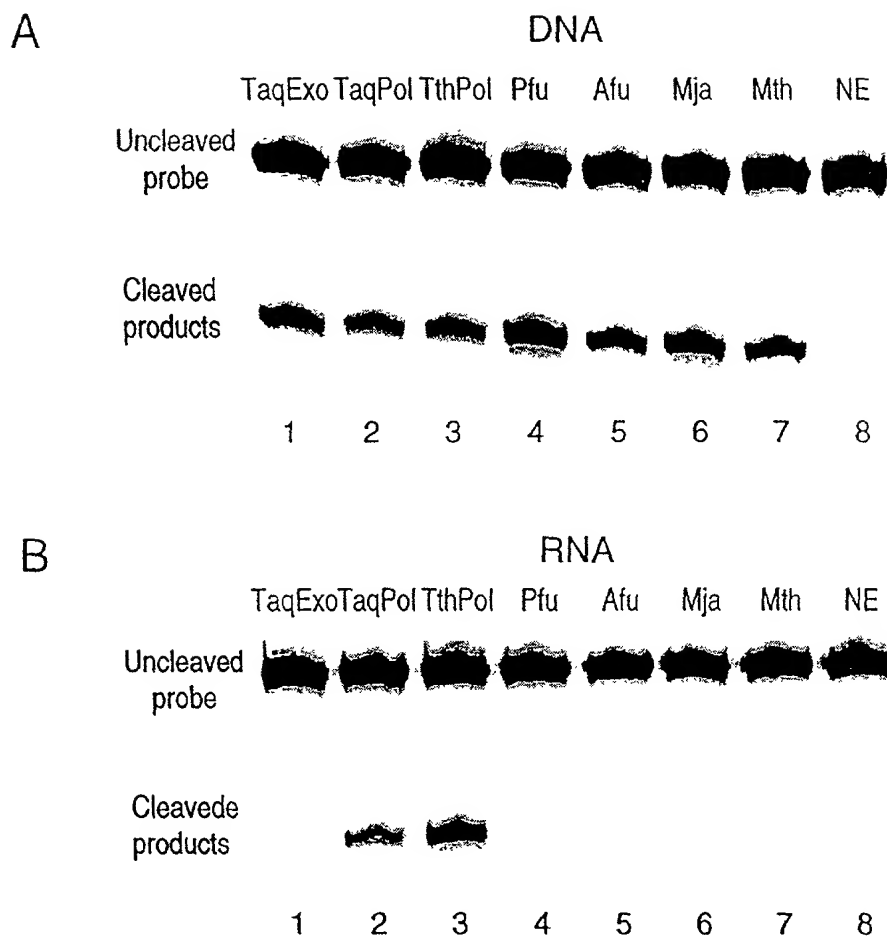 A
DNA
TaqExo TaqPol TthPol Pfu Afu Mja Mth NE
Uncleaved
probe
Cleaved
products
1 2 3 4 5 6 7 8
B
RNA
TaqExo TaqPol TthPol Pfu Afu Mja Mth NE
Uncleaved
probe
Cleavede
products
1 2 3 4 5 6 7 8